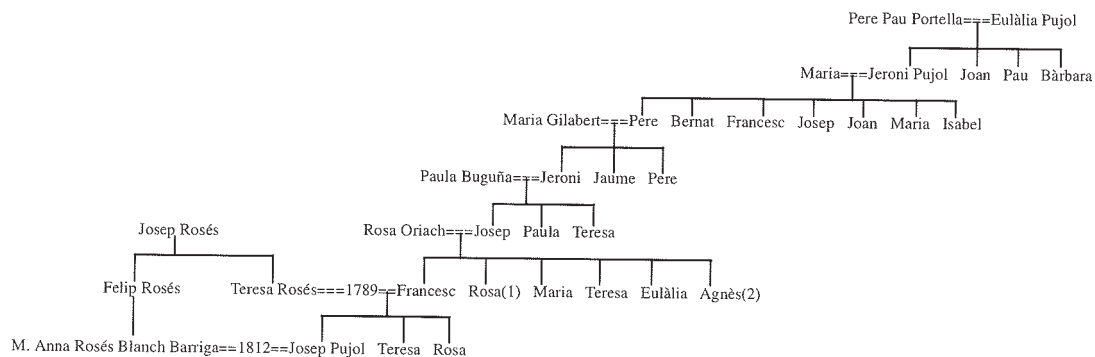 Pere Pau Portella===Eulàlia Pujol
Maria===Jeroni Pujol Joan Pau Bàrbara
Maria Gilabert===Pere Bernat Francesc Josep Joan Maria Isabel
Paula Buguña===Jeroni Jaume Pere
Josep Rosés Rosa Oriach===Josep Paula Teresa
Felip Rosés Teresa Rosés===1789==Francesc Rosa(1) Maria Teresa Eulàlia Agnès(2)
M. Anna Rosés Blanch Barriga==1812==Josep Pujol Teresa Rosa